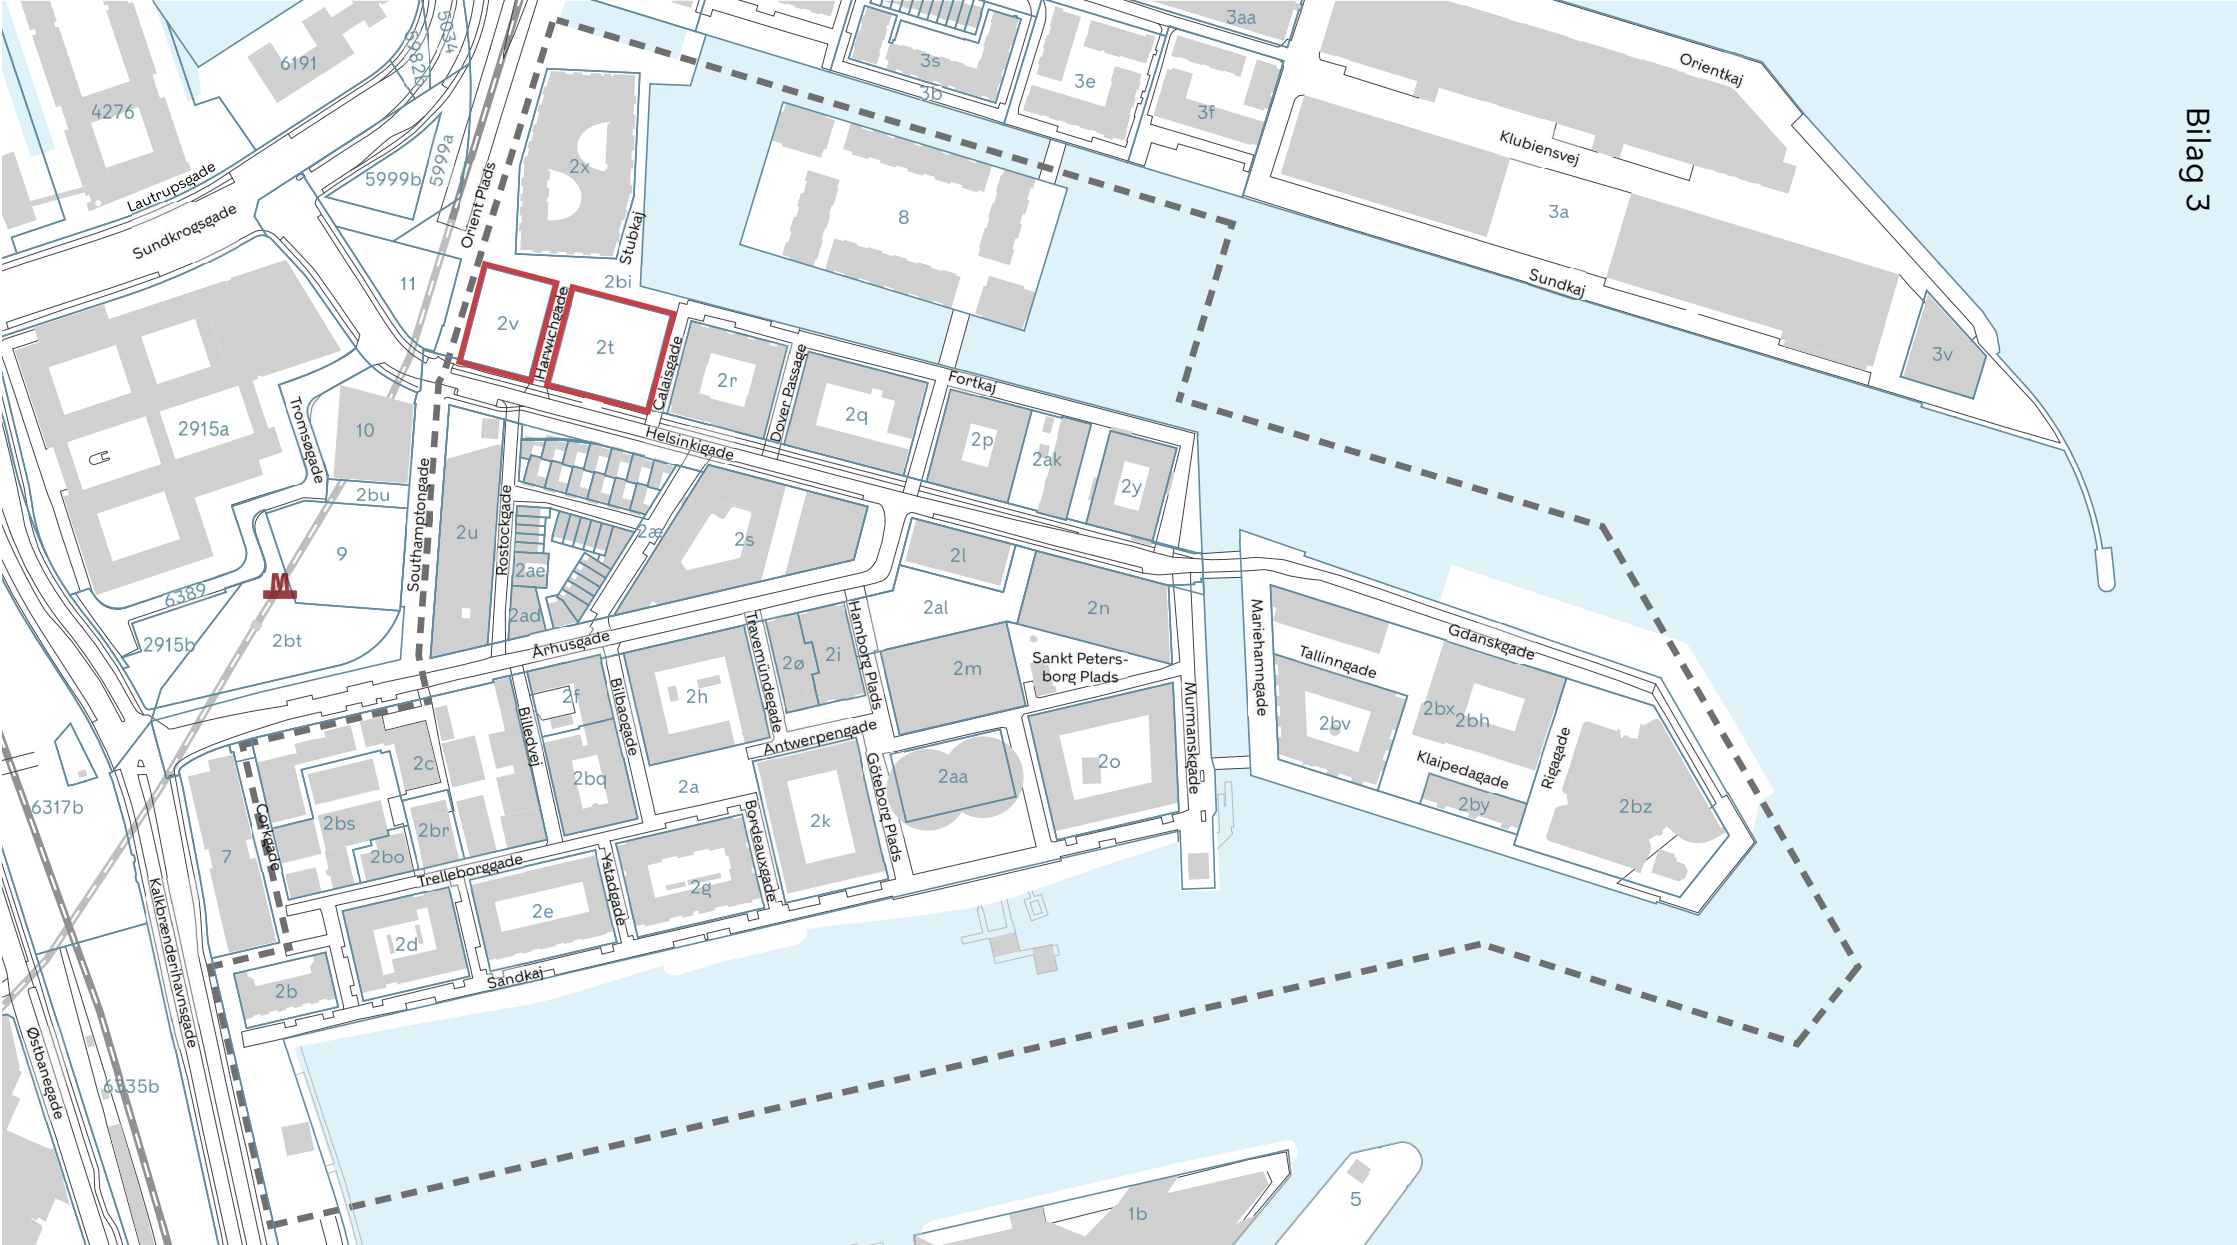 Bilag 3
3aa
Orientkaj
5034
5982b
6191
3s
3e
3b
3f
4276
Klubiensvej
5999a
5999b
2x
Lautrupsgade
Orient Plads
Sundkrogsgade
Stubkaj
8
3a
11
2bi
Sundkaj
2v
Harwichgade
2t
Calaisgade
2r
Dover Passage
3v
Fortkaj
2q
Tromsøgade
2915a
10
Helsinkigade
2p
2ak
2y
2bu
Southamptongade
2u
Rostockgade
2æ
2s
9
M
2l
2ae
6389
2ad
2al
2n
Mariehamngade
Hamborg Plads
Travemündegade
Gdanskgade
2915b
2bt
Århusgade
2ø
2i
2m
Sankt Peters-
borg Plads
Tallinngade
2f
Bilbaogade
2h
Murmanskgade
2bv
2bx
2bh
Billedvej
Antwerpengade
Rigagade
2c
2bq
2a
Göteborg Plads
2aa
2o
Klaipedagade
2by
2bz
6317b
Corkgade
2bs
2br
2k
Bordeauxgade
7
2bo
Trelleborggade
Ystadgade
2g
Kalkbrænderihavnsgade
2e
2d
Sandkaj
2b
Østbanegade
6335b
5
1b